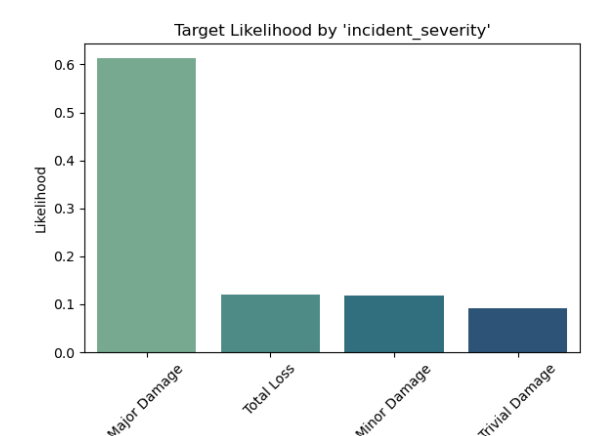 Target Likelihood by 'incident_severity'
Likelihood
0.6
0.5
0.4
0.3
0.2
0.1
0.0
Major Damage
Total Loss
Minor Damage
Trivial Damage